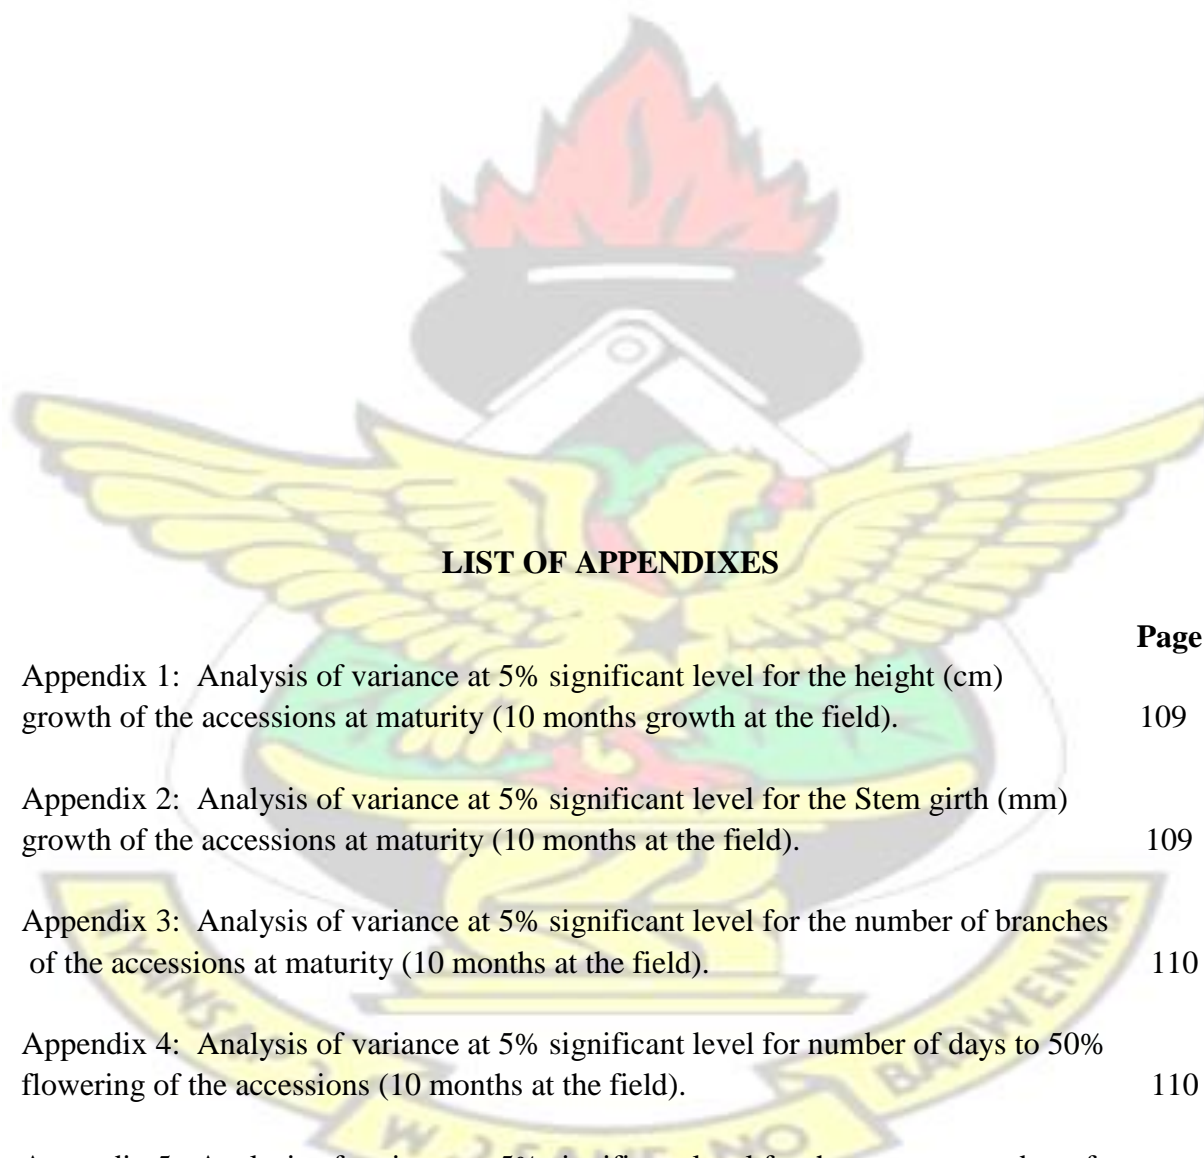 LIST OF APPENDIXES
Page
Appendix 1: Analysis of variance at 5% significant level for the height (cm)
growth of the accessions at maturity (10 months growth at the field). 109
Appendix 2: Analysis of variance at 5% significant level for the Stem girth (mm)
growth of the accessions at maturity (10 months at the field). 109
Appendix 3: Analysis of variance at 5% significant level for the number of branches
of the accessions at maturity (10 months at the field). 110
Appendix 4: Analysis of variance at 5% significant level for number of days to 50%
flowering of the accessions (10 months at the field). 110
BADWENMA
NO